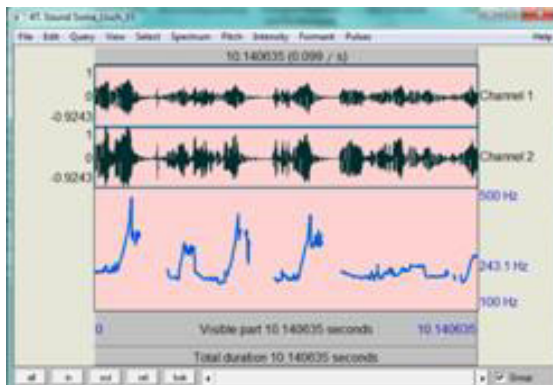 File Edit Query View Select Spectrum Pitch Intensity Formant Pulses Help
10.140635 (0.099 / s)
1
0
-0.9243
Channel 1
1
0
-0.9243
Channel 2
500 Hz
243.1 Hz
100 Hz
0 Visible part 10.140635 seconds 10.140635
Total duration 10.140635 seconds
all in out sel bak Group